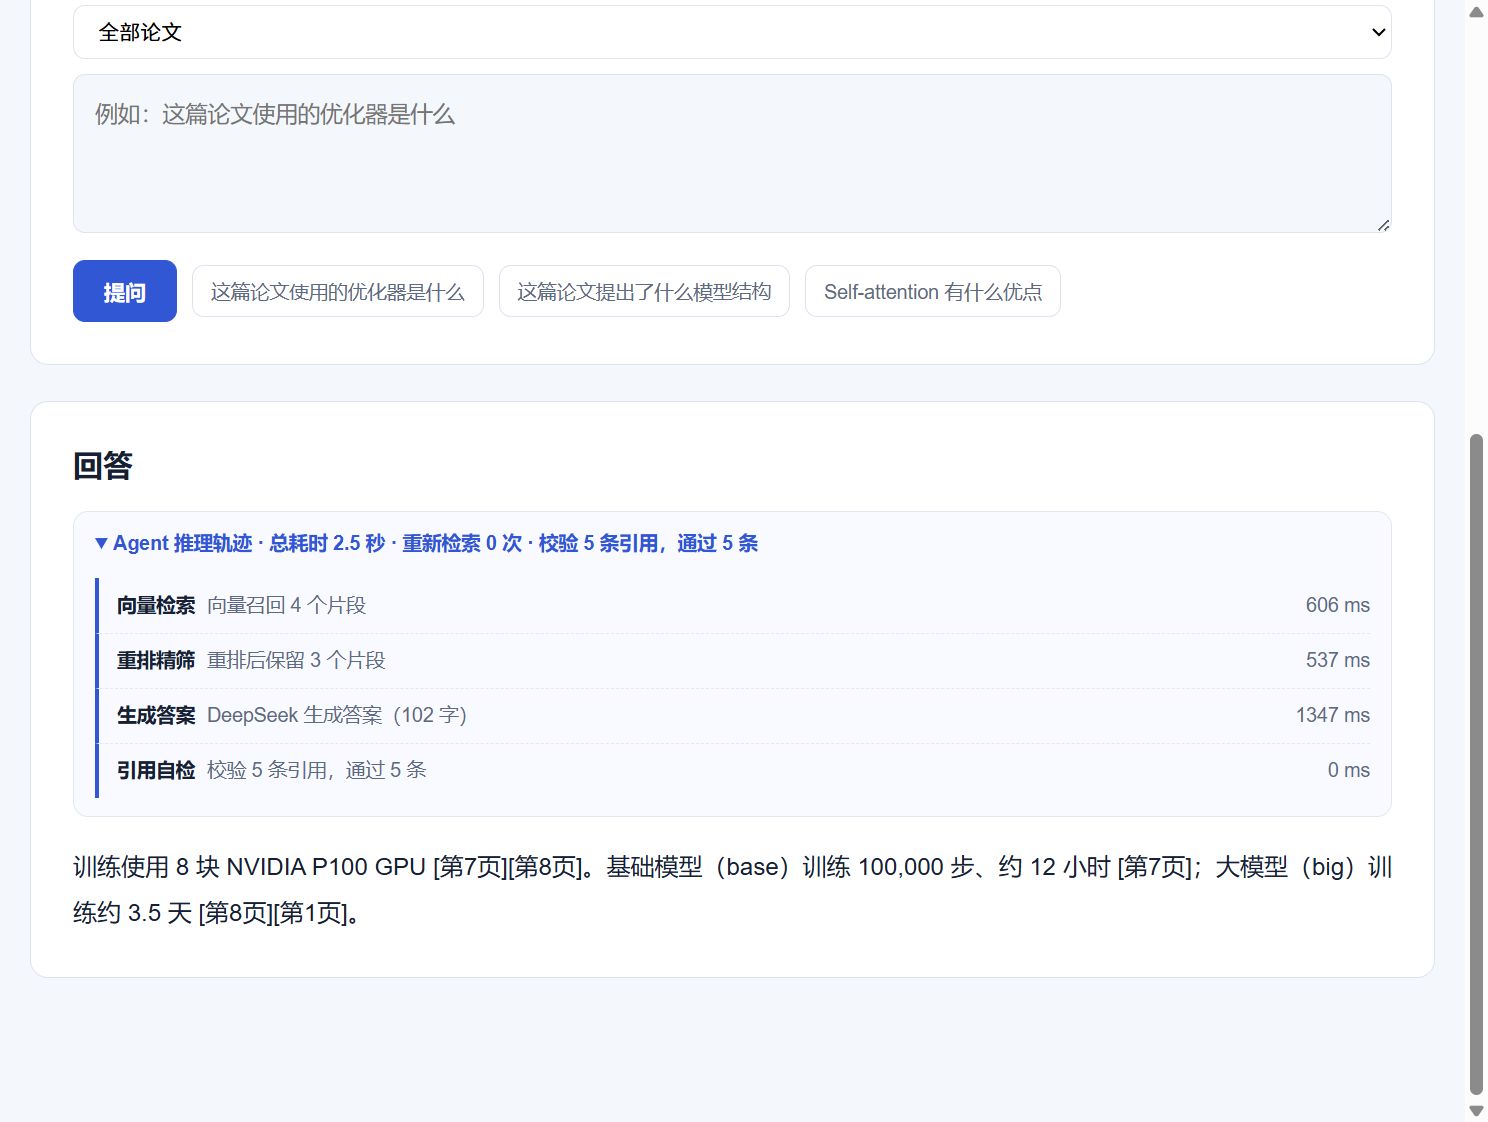 全部论文
例如：这篇论文使用的优化器是什么
提问
这篇论文使用的优化器是什么
这篇论文提出了什么模型结构
Self-attention 有什么优点
回答
▼ Agent 推理轨迹 · 总耗时 2.5 秒 · 重新检索 0 次 · 校验 5 条引用，通过 5 条
向量检索 向量召回 4 个片段 606 ms
重排精筛 重排后保留 3 个片段 537 ms
生成答案 DeepSeek 生成答案（102 字） 1347 ms
引用自检 校验 5 条引用，通过 5 条 0 ms
训练使用 8 块 NVIDIA P100 GPU [第7页][第8页]。基础模型（base）训练 100,000 步、约 12 小时 [第7页]；大模型（big）训
练约 3.5 天 [第8页][第1页]。